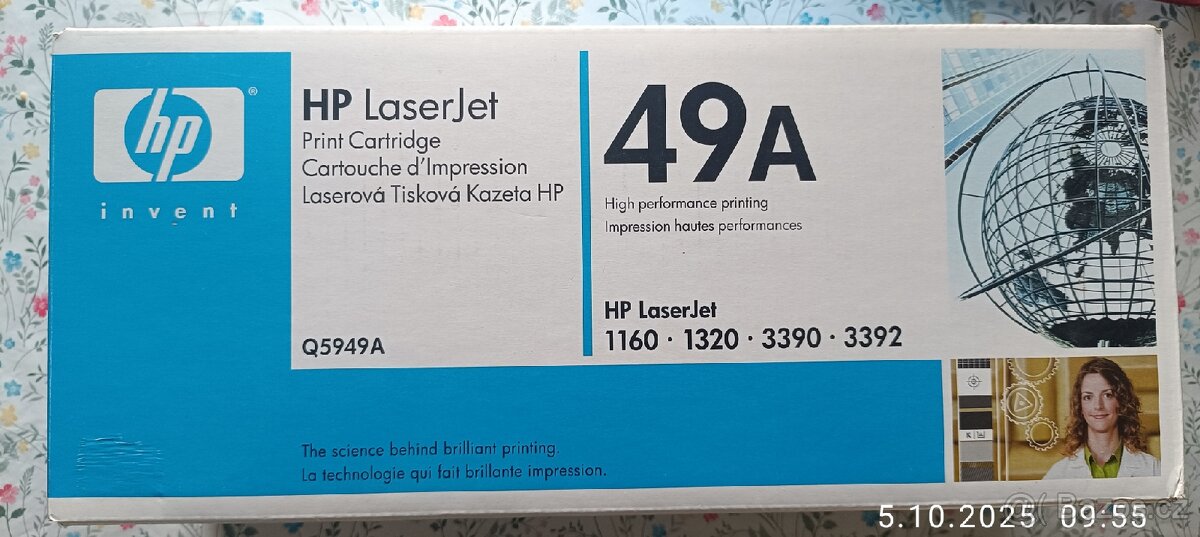 hp
®
invent
HP LaserJet
Print Cartridge
Cartouche d'Impression
Laserová Tisková Kazeta HP
Q5949A
49A
High performance printing
Impression hautes performances
HP LaserJet
1160 · 1320 · 3390 · 3392
The science behind brilliant printing.
La technologie qui fait brillante impression.
Bazos.cz
5.10.2025 09:55